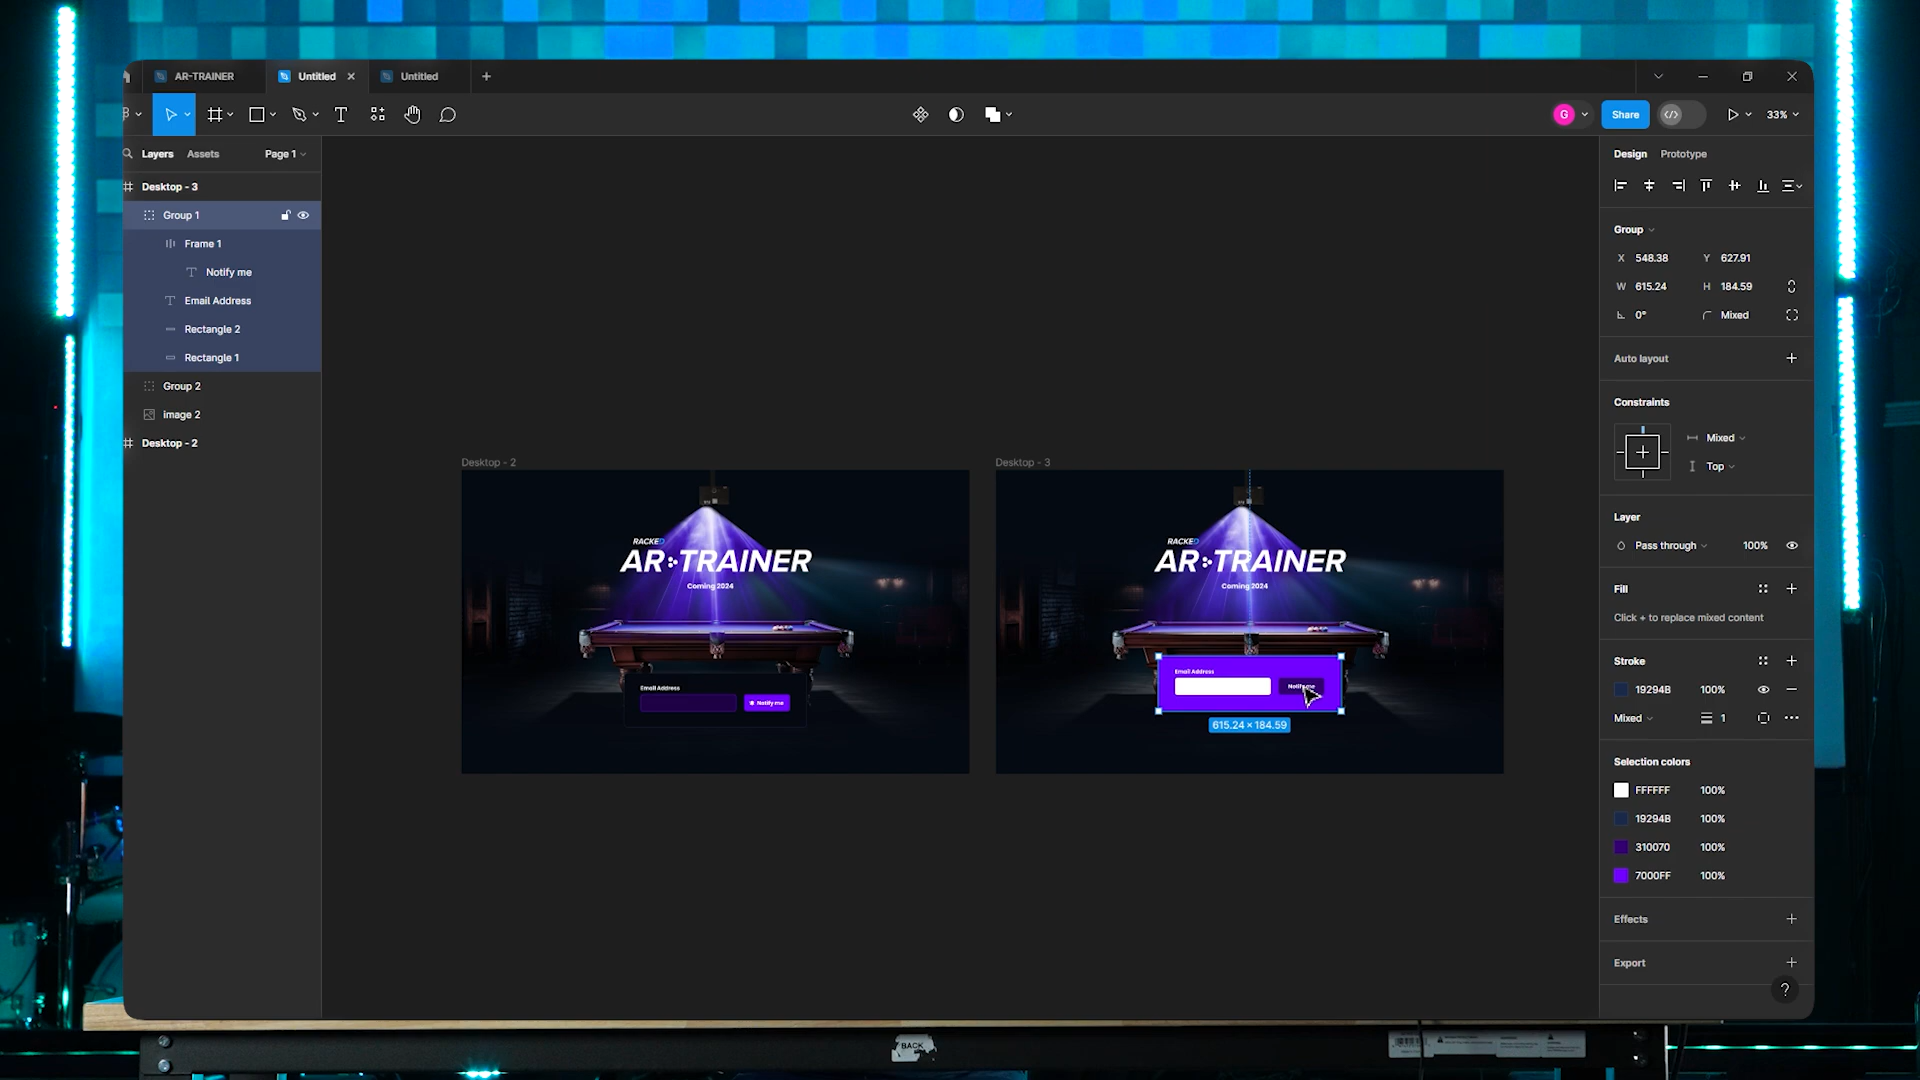 AR-TRAINER
Untitled
Untitled
G
Share
33%
Layers
Assets
Page 1
Desktop - 3
Group 1
Frame 1
Notify me
Email Address
Rectangle 2
Rectangle 1
Group 2
image 2
Desktop - 2
Desktop - 2
RACKED
AR TRAINER
Coming 2024
Email Address
Notify me
Desktop - 3
RACKED
AR TRAINER
Coming 2024
Email Address
Notify me
615.24 × 184.59
Design
Prototype
Group
X 548.38 Y 627.91
W 615.24 H 184.59
0° Mixed
Auto layout
Constraints
Mixed
Top
Layer
Pass through 100%
Fill
Click + to replace mixed content
Stroke
19294B 100%
Mixed 1
Selection colors
FFFFFF 100%
19294B 100%
310070 100%
7000FF 100%
Effects
Export
?
BACK